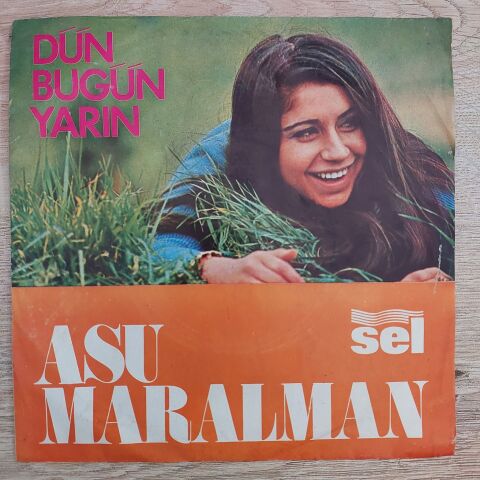 DÜN
BUGÜN
YARIN
sel
ASU
MARALMAN